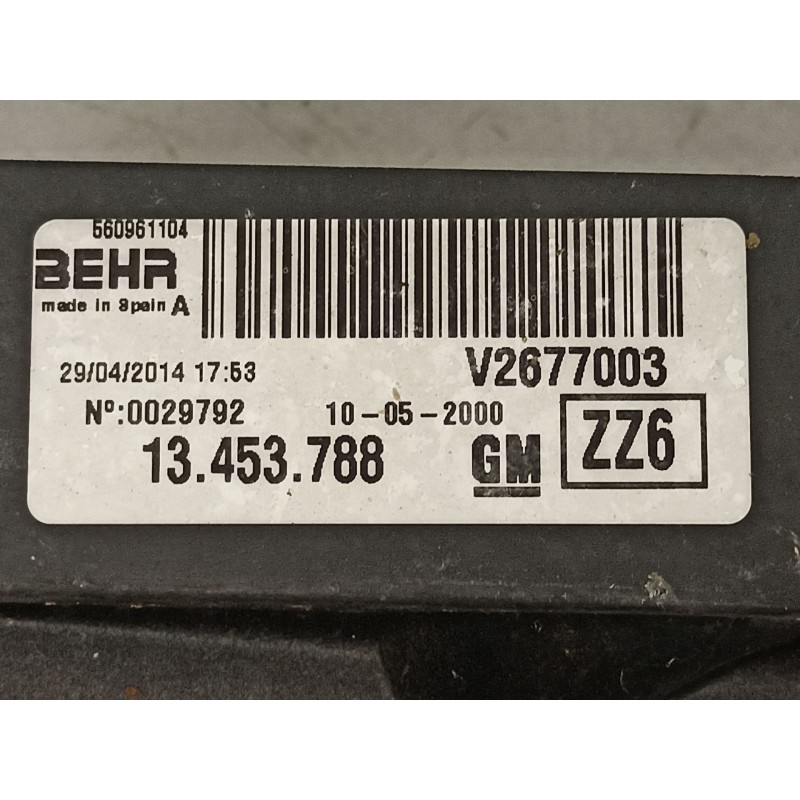 560961104
BEHR
made in Spain A
29/04/2014 17:53 V2677003
Nº:0029792 10-05-2000
13.453.788 GM ZZ6